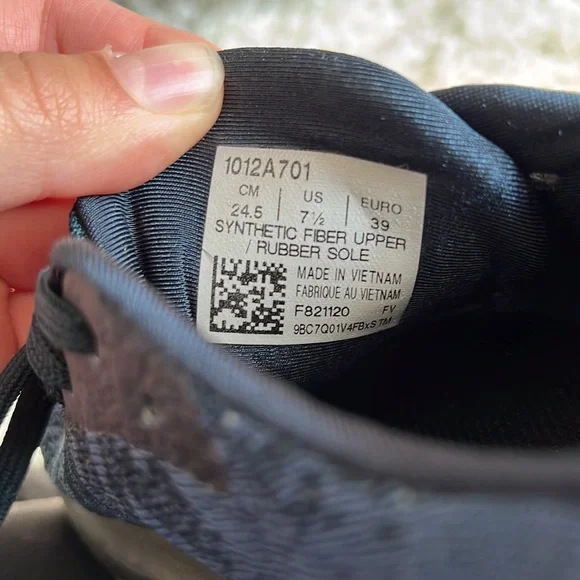 1012A701
CM US EURO
24.5 7½ 39
SYNTHETIC FIBER UPPER
/ RUBBER SOLE
MADE IN VIETNAM
FABRIQUE AU VIETNAM
F821120 FV
9BC7Q01V4FBxSTM